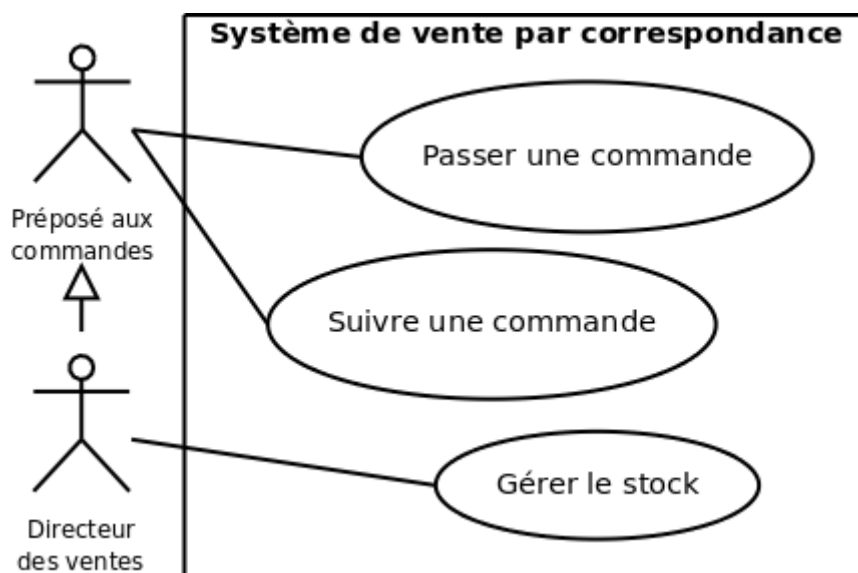 Système de vente par correspondance
Passer une commande
Préposé aux
commandes
Suivre une commande
Gérer le stock
Directeur
des ventes